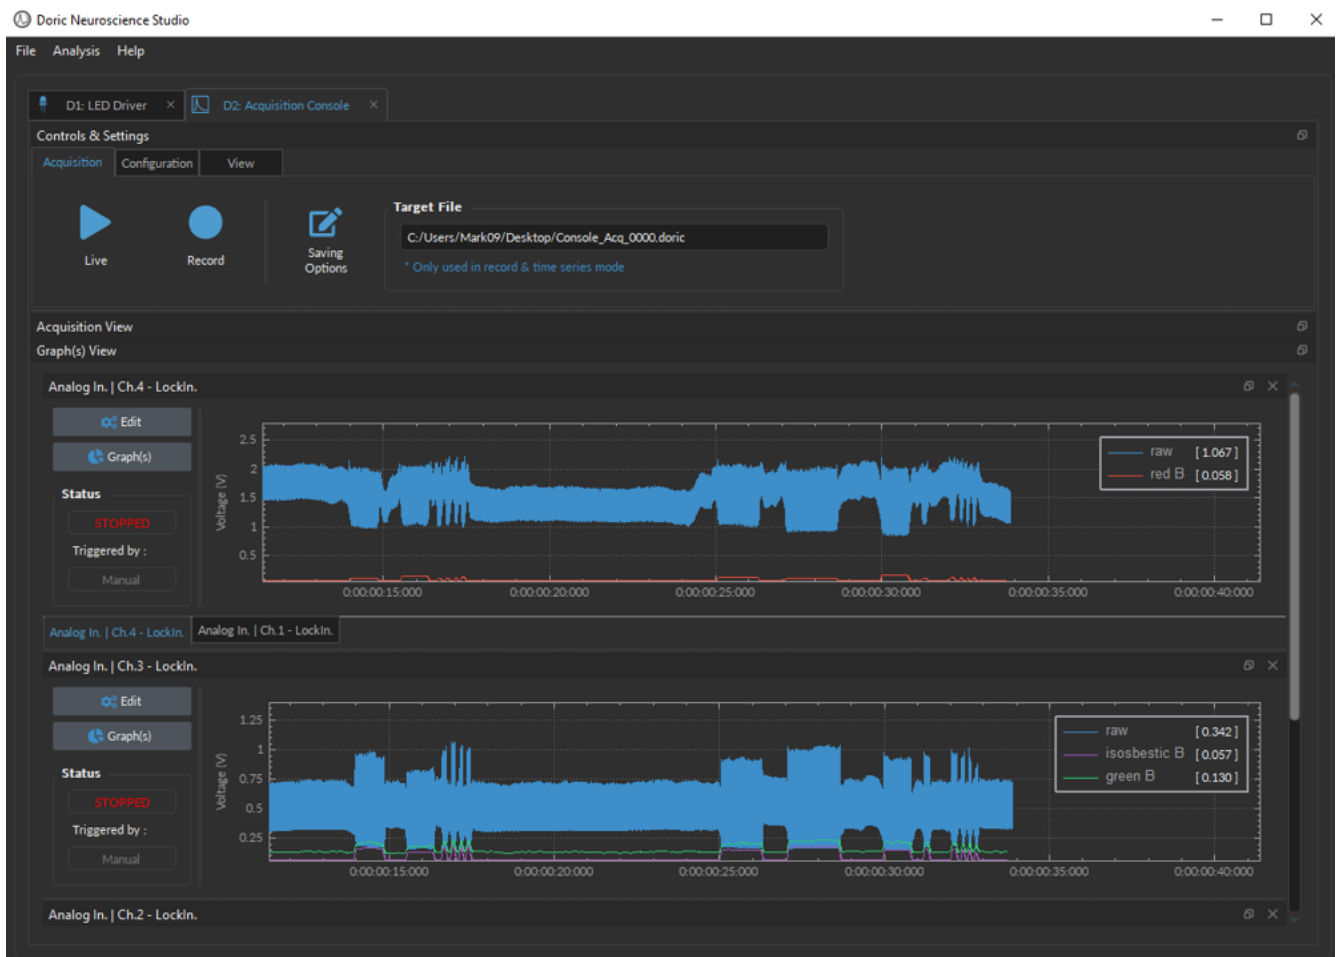 Doric Neuroscience Studio
File Analysis Help
D1: LED Driver D2: Acquisition Console
Controls & Settings
Acquisition Configuration View
Live
Record
Saving Options
Target File
C:/Users/Mark09/Desktop/Console_Acq_0000.doric
* Only used in record & time series mode
Acquisition View
Graph(s) View
Analog In. | Ch.4 - LockIn.
Edit
Graph(s)
Status
STOPPED
Triggered by :
Manual
Voltage (V)
2.5
2
1.5
1
0.5
raw [ 1.067 ]
red B [ 0.058 ]
0:00:00:15:000 0:00:00:20:000 0:00:00:25:000 0:00:00:30:000 0:00:00:35:000 0:00:00:40:000
Analog In. | Ch.4 - LockIn. Analog In. | Ch.1 - LockIn.
Analog In. | Ch.3 - LockIn.
Edit
Graph(s)
Status
STOPPED
Triggered by :
Manual
Voltage (V)
1.25
1
0.75
0.5
0.25
raw [ 0.342 ]
isosbestic B [ 0.057 ]
green B [ 0.130 ]
0:00:00:15:000 0:00:00:20:000 0:00:00:25:000 0:00:00:30:000 0:00:00:35:000 0:00:00:40:000
Analog In. | Ch.2 - LockIn.